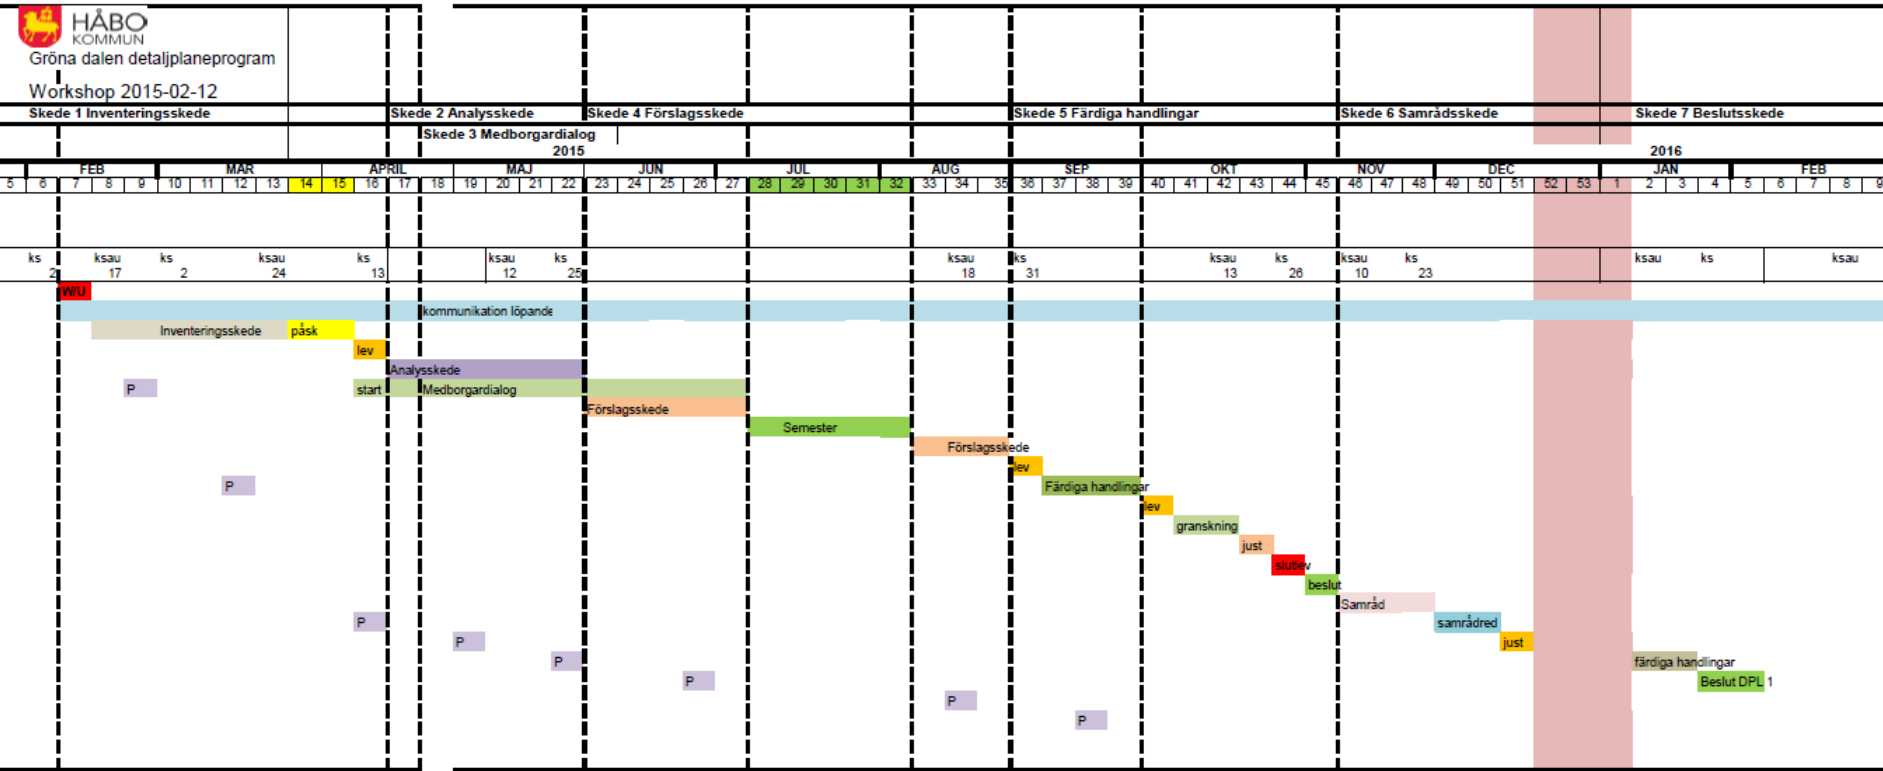 HÅBO
KOMMUN
Gröna dalen detaljplaneprogram
Workshop 2015-02-12
Skede 1 Inventeringsskede Skede 2 Analysskede Skede 4 Förslagsskede Skede 5 Färdiga handlingar Skede 6 Samrådsskede Skede 7 Beslutsskede
Skede 3 Medborgardialog
2015 2016
FEB MAR APRIL MAJ JUN JUL AUG SEP OKT NOV DEC JAN FEB
5 6 7 8 9 10 11 12 13 14 15 16 17 18 19 20 21 22 23 24 25 26 27 28 29 30 31 32 33 34 35 36 37 38 39 40 41 42 43 44 45 46 47 48 49 50 51 52 53 1 2 3 4 5 6 7 8 9
ks ksau ks ksau ks ksau ks ksau ks ksau ks ksau ks ksau ks ksau
2 17 2 24 13 12 25 18 31 13 26 10 23
W/U
kommunikation löpande
Inventeringsskede påsk
lev
Analysskede
P start Medborgardialog
Förslagsskede
Semester
Förslagsskede
lev
P Färdiga handlingar
lev
granskning
just
slutlev
beslut
Samråd
P samrådred
P just
P färdiga handlingar
P Beslut DPL 1
P
P